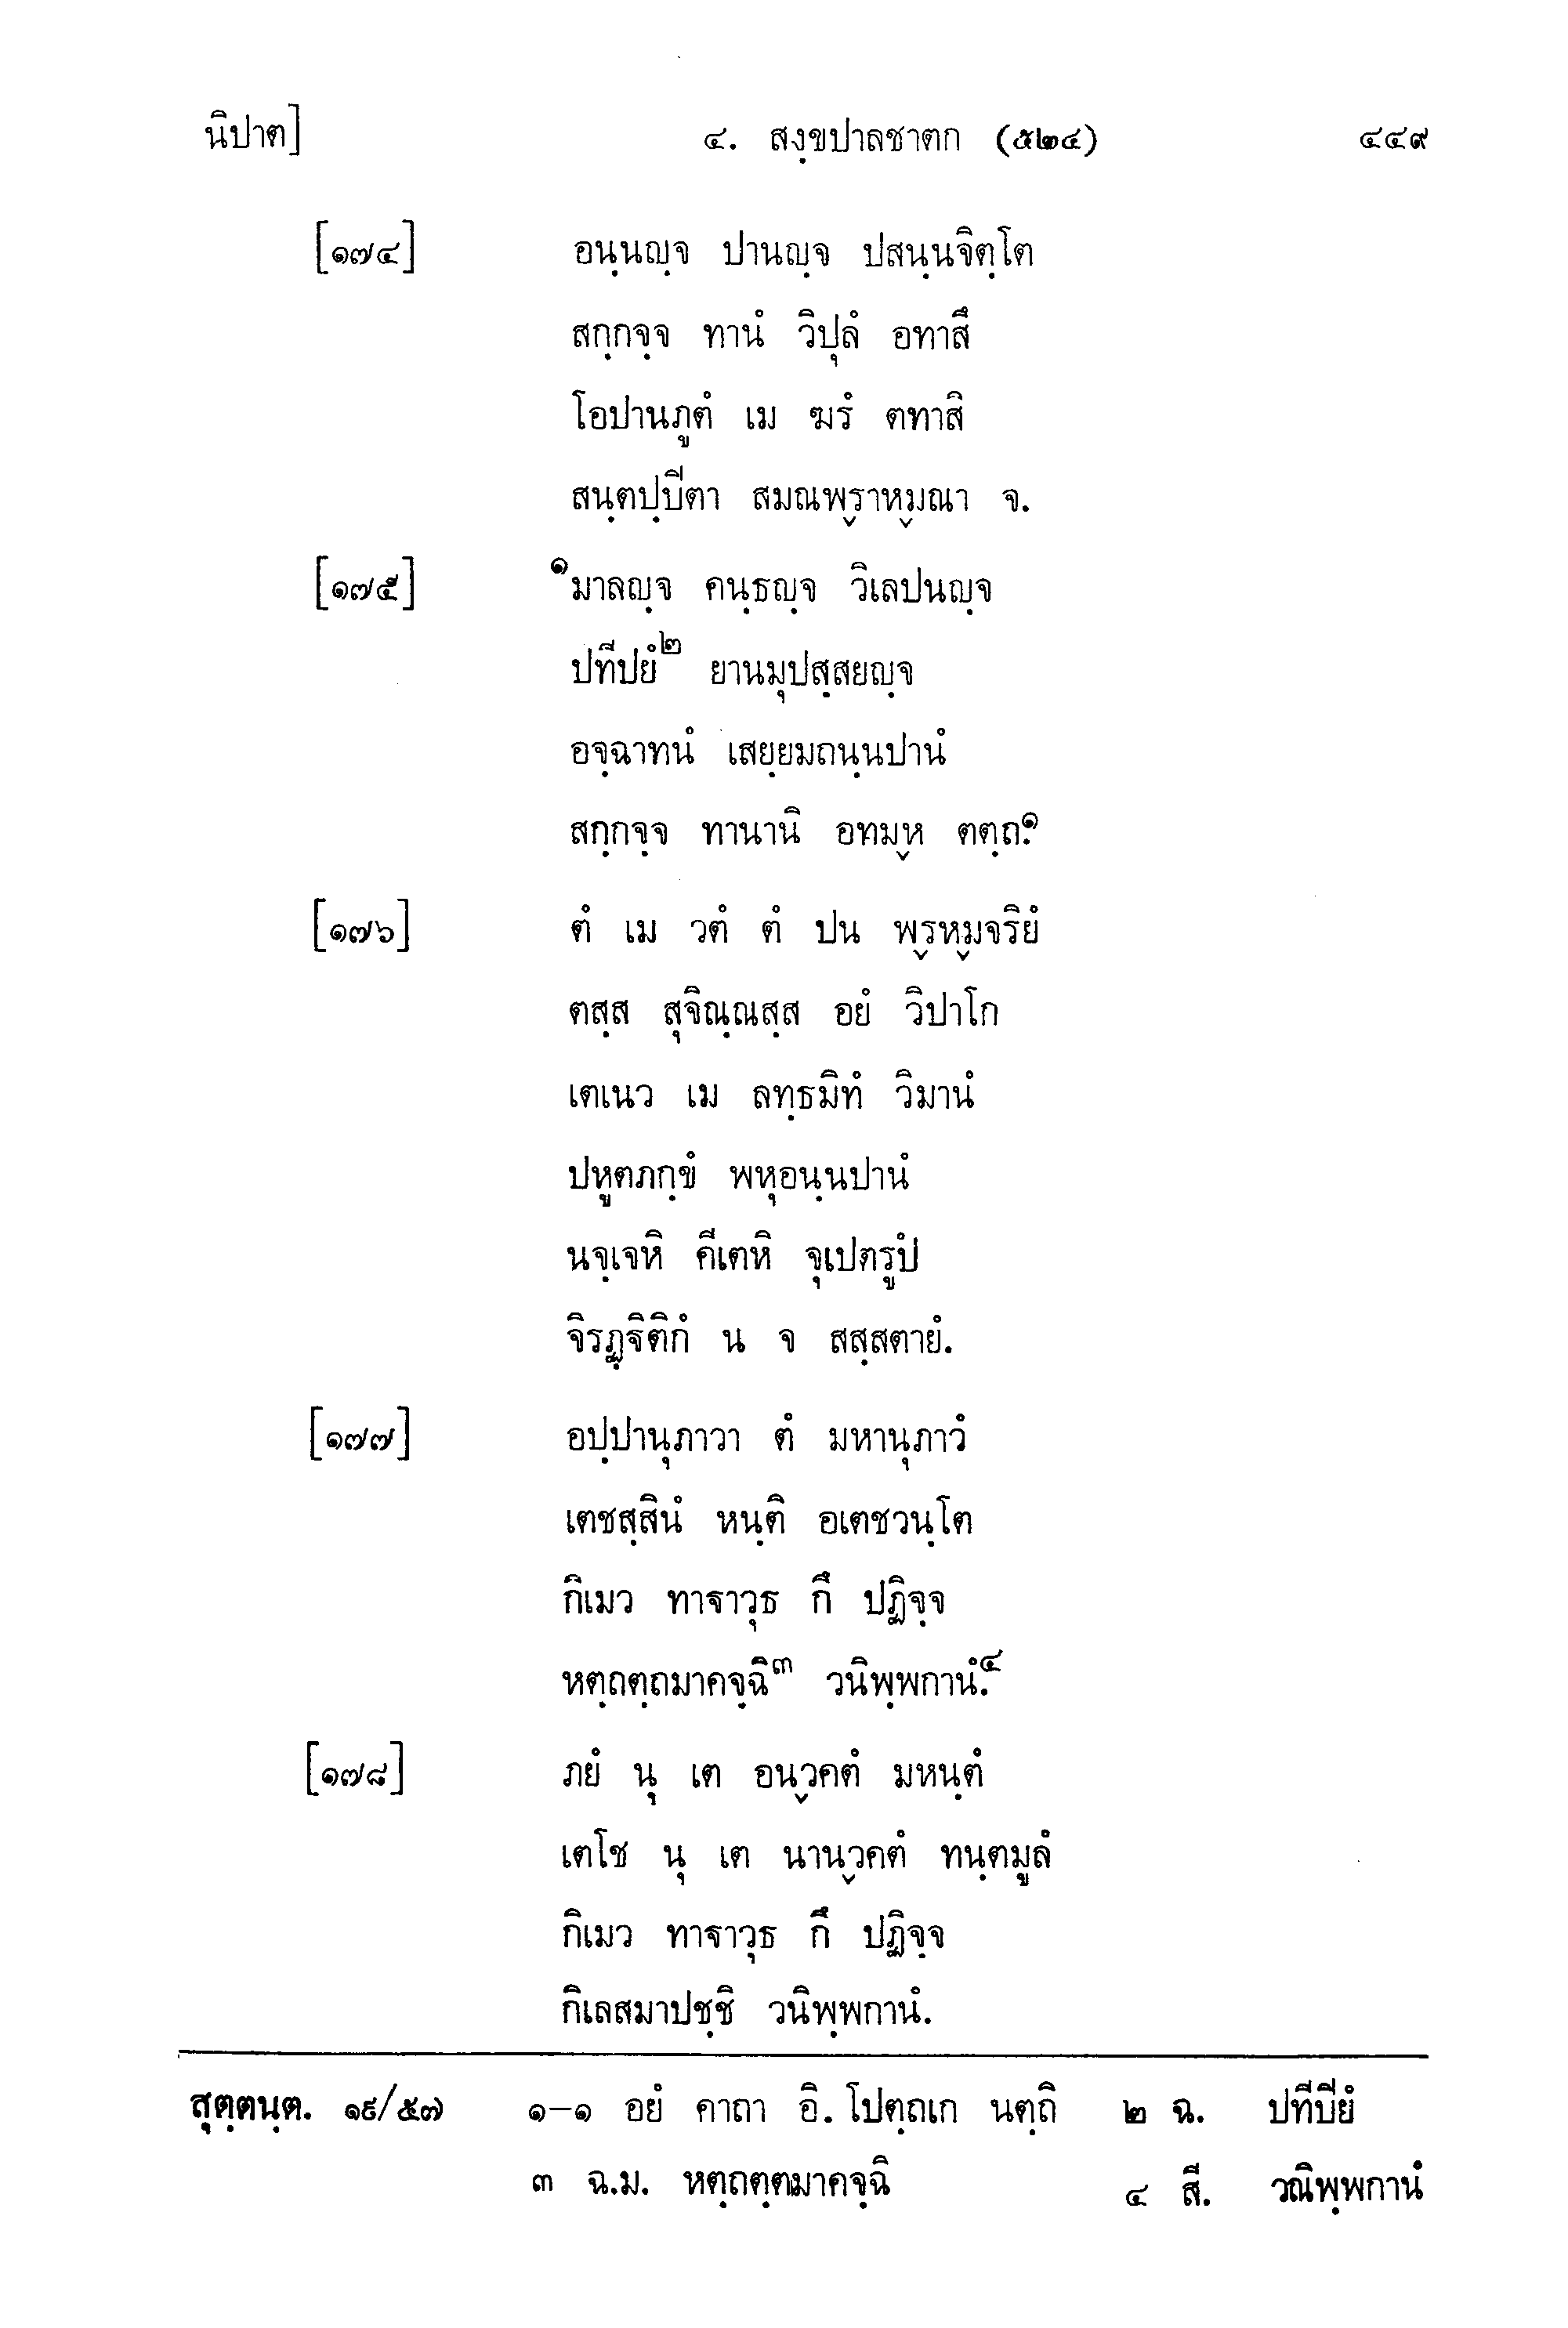 นิปาต] ๔. สงฺขปาลชาตก (๕๒๔) ๔๔๙
[๑๗๔] อนฺนญฺจ ปานญฺจ ปสนฺนจิตฺโต
สกฺกจฺจ ทานํ วิปุลํ อทาสึ
โอปานภูตํ เม ฆรํ ตทาสิ
สนฺตปฺปิตา สมณพฺราหฺมณา จ.
[๑๗๕] ๑มาลญฺจ คนฺธญฺจ วิเลปนญฺจ
ปทีปยํ๒ ยานมุปสฺสยญฺจ
อจฺฉาทนํ เสยฺยมถนฺนปานํ
สกฺกจฺจ ทานานิ อทมฺห ตตฺถ.๑
[๑๗๖] ตํ เม วตํ ตํ ปน พฺรหฺมจริยํ
ตสฺส สุจิณฺณสฺส อยํ วิปาโก
เตเนว เม ลทฺธมิทํ วิมานํ
ปหูตภกฺขํ พหุอนฺนปานํ
นจฺเจหิ คีเตหิ จุเปตรูปํ
จิรฏฺฐิติกํ น จ สสฺสตายํ.
[๑๗๗] อปฺปานุภาวา ตํ มหานุภาวํ
เตชสฺสินํ หนฺติ อเตชวนฺโต
กิเมว ทาฐาวุธ กึ ปฏิจฺจ
หตฺถตฺถมาคจฺฉิ๓ วนิพฺพกานํ.๔
[๑๗๘] ภยํ นุ เต อนฺวคตํ มหนฺตํ
เตโช นุ เต นานฺวคตํ ทนฺตมูลํ
กิเมว ทาฐาวุธ กึ ปฏิจฺจ
กิเลสมาปชฺชิ วนิพฺพกานํ.
สุตฺตนฺต. ๑๙/๕๗ ๑–๑ อยํ คาถา อิ. โปตฺถเก นตฺถิ ๒ ฉ. ปทีปิยํ
๓ ฉ.ม. หตฺถตฺตมาคจฺฉิ ๔ สี. วณิพฺพกานํ